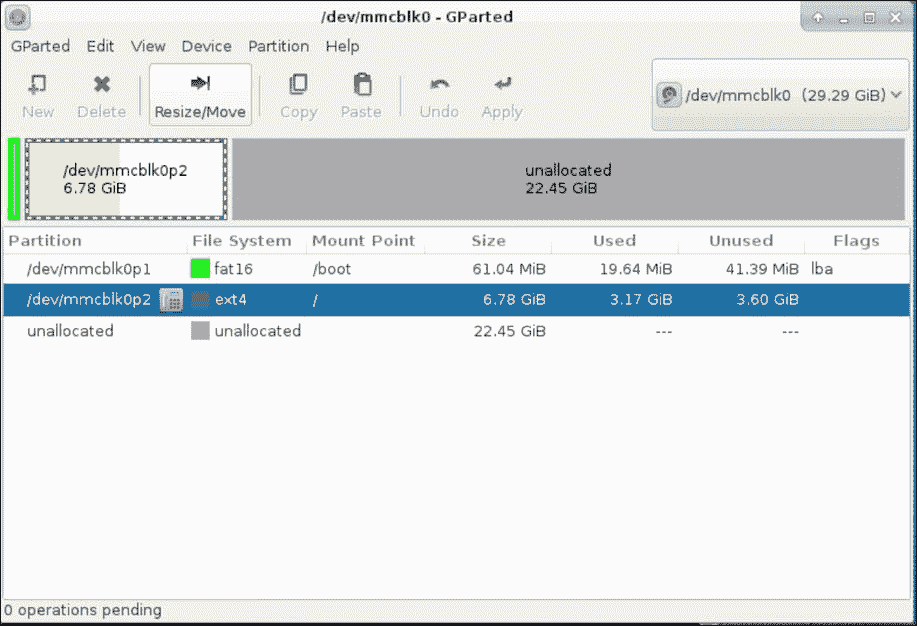 /dev/mmcblk0 - GParted
GParted Edit View Device Partition Help
New Delete Resize/Move Copy Paste Undo Apply /dev/mmcblk0 (29.29 GiB)
/dev/mmcblk0p2 unallocated
6.78 GiB 22.45 GiB
Partition File System Mount Point Size Used Unused Flags
/dev/mmcblk0p1 fat16 /boot 61.04 MiB 19.64 MiB 41.39 MiB lba
/dev/mmcblk0p2 ext4 / 6.78 GiB 3.17 GiB 3.60 GiB
unallocated unallocated 22.45 GiB --- ---
0 operations pending